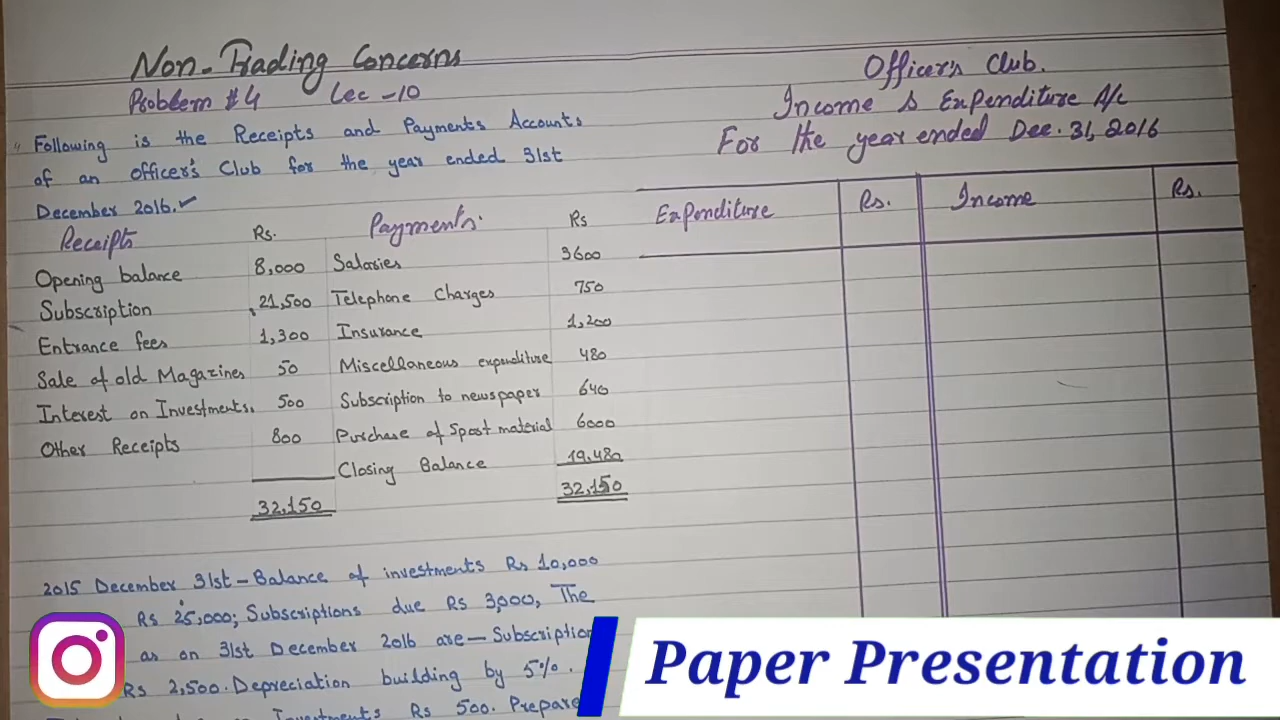 Non-Trading Concerns
Problem #4 Lec-10
" Following is the Receipts and Payments Accounts
of an officer's Club for the year ended 31st
December 2016.
Receipts Rs. Payments. Rs
Opening balance 8,000 Salaries 3600
Subscription 21,500 Telephone Charges 750
Entrance fees 1,300 Insurance 1,200
Sale of old Magazines 50 Miscellaneous expenditure 480
Interest on Investments. 500 Subscription to newspaper 640
Other Receipts 800 Purchase of Sport material 6000
Closing Balance 19,480
32,150 32,150
2015 December 31st - Balance of investments Rs 10,000
Rs 25,000; Subscriptions due Rs 3,000, The
as on 31st December 2016 are - Subscription
Rs 2,500. Depreciation building by 5%.
Investments Rs 500. Prepare
Officer's Club.
Income & Expenditure A/c
For the year ended Dec. 31, 2016
Expenditure Rs. Income Rs.
Paper Presentation